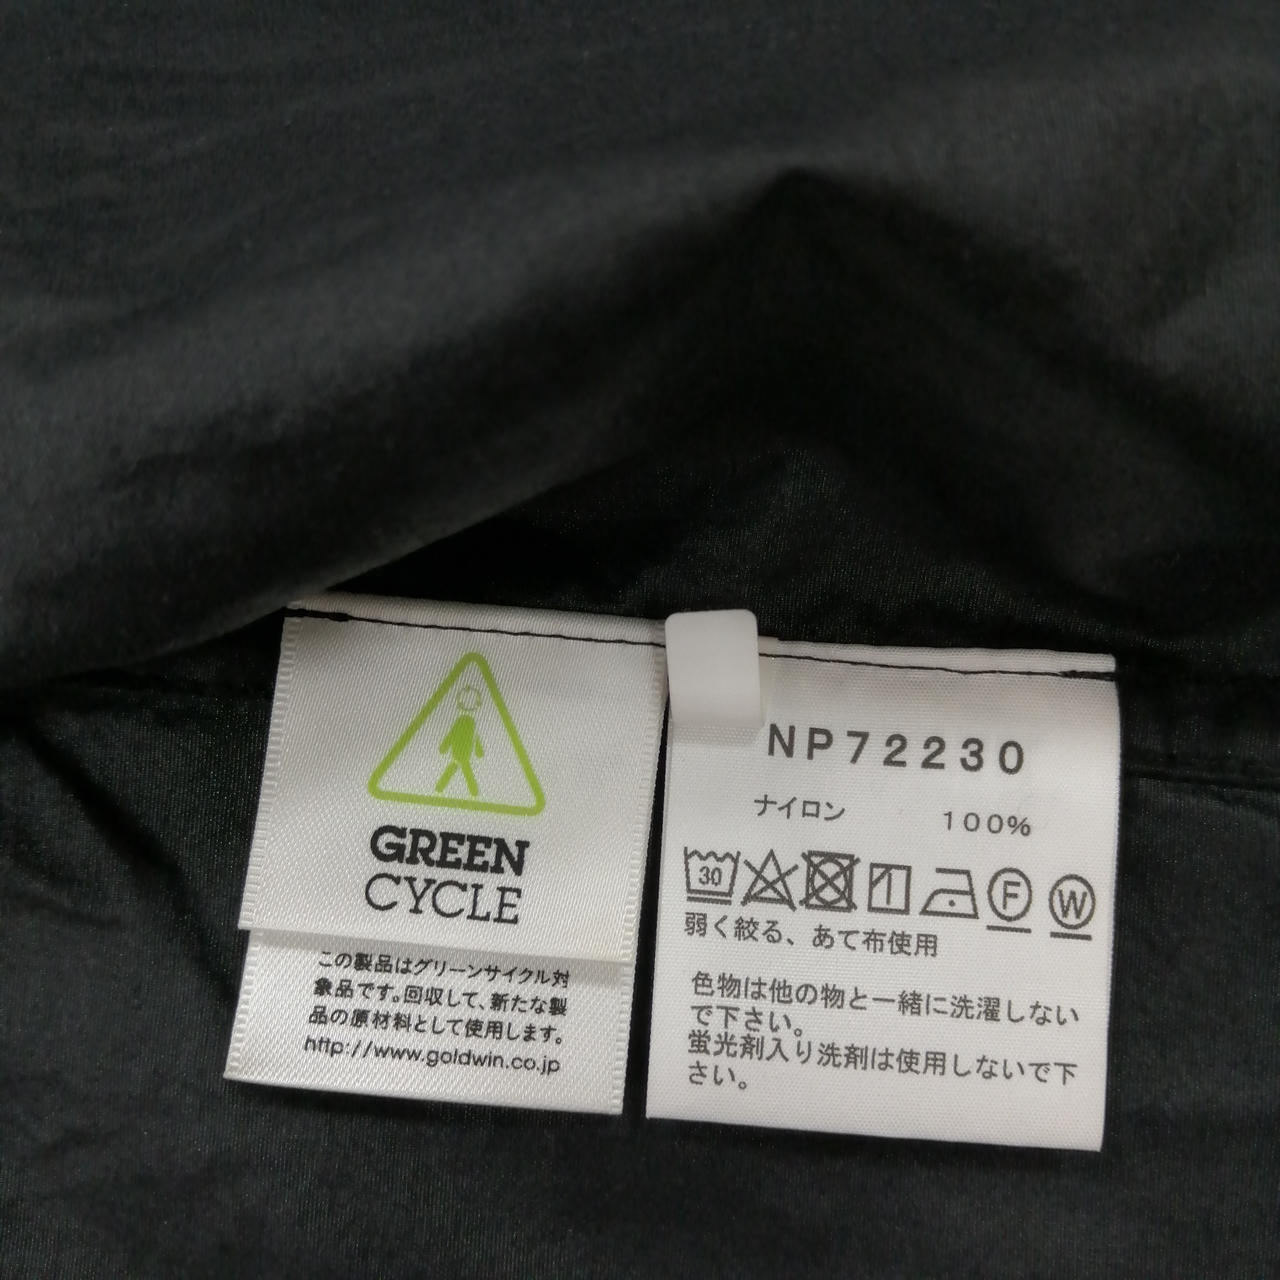 GREEN
CYCLE
この製品はグリーンサイクル対
象品です。回収して、新たな製
品の原材料として使用します。
http://www.goldwin.co.jp
NP72230
ナイロン 100%
30
F
W
弱く絞る、あて布使用
色物は他の物と一緒に洗濯しない
で下さい。
蛍光剤入り洗剤は使用しないで下
さい。